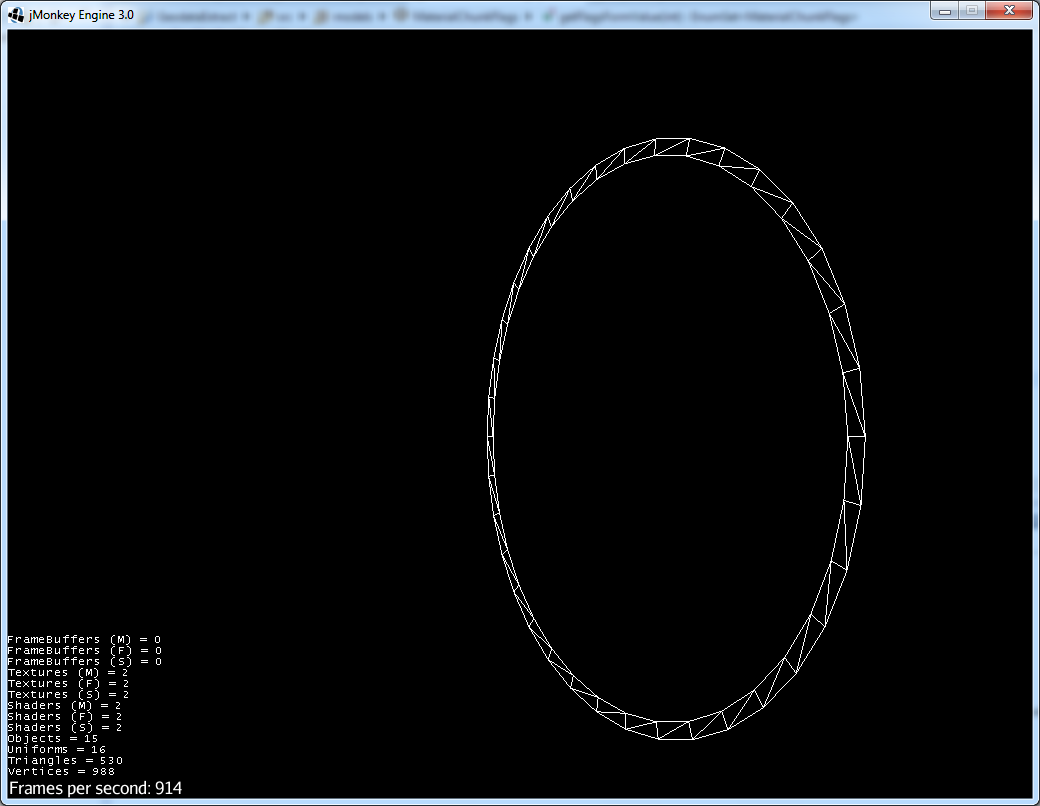 jMonkey Engine 3.0
FrameBuffers (M) = 0
FrameBuffers (F) = 0
FrameBuffers (S) = 0
Textures (M) = 2
Textures (F) = 2
Textures (S) = 2
Shaders (M) = 2
Shaders (F) = 2
Shaders (S) = 2
Objects = 15
Uniforms = 16
Triangles = 530
Vertices = 988
Frames per second: 914